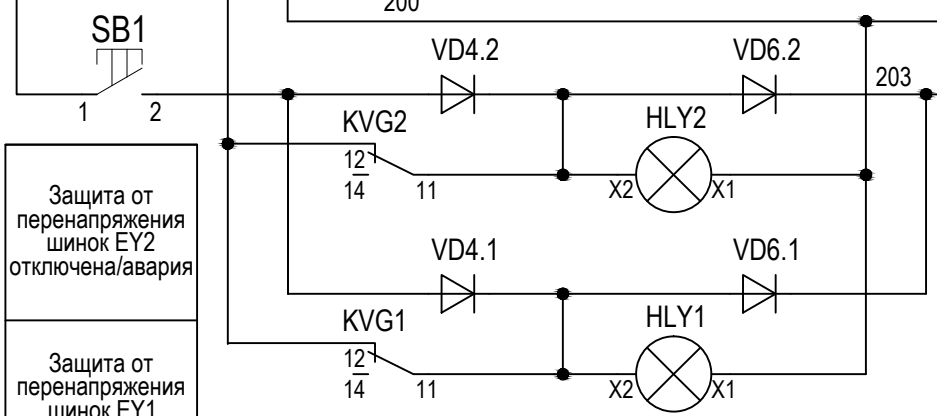 200
SB1
VD4.2
VD6.2
203
1
2
KVG2
HLY2
12
14
11
X2
X1
Защита от
перенапряжения
шинок EY2
отключена/авария
VD4.1
VD6.1
KVG1
HLY1
12
14
11
X2
X1
Защита от
перенапряжения
шинок EY1